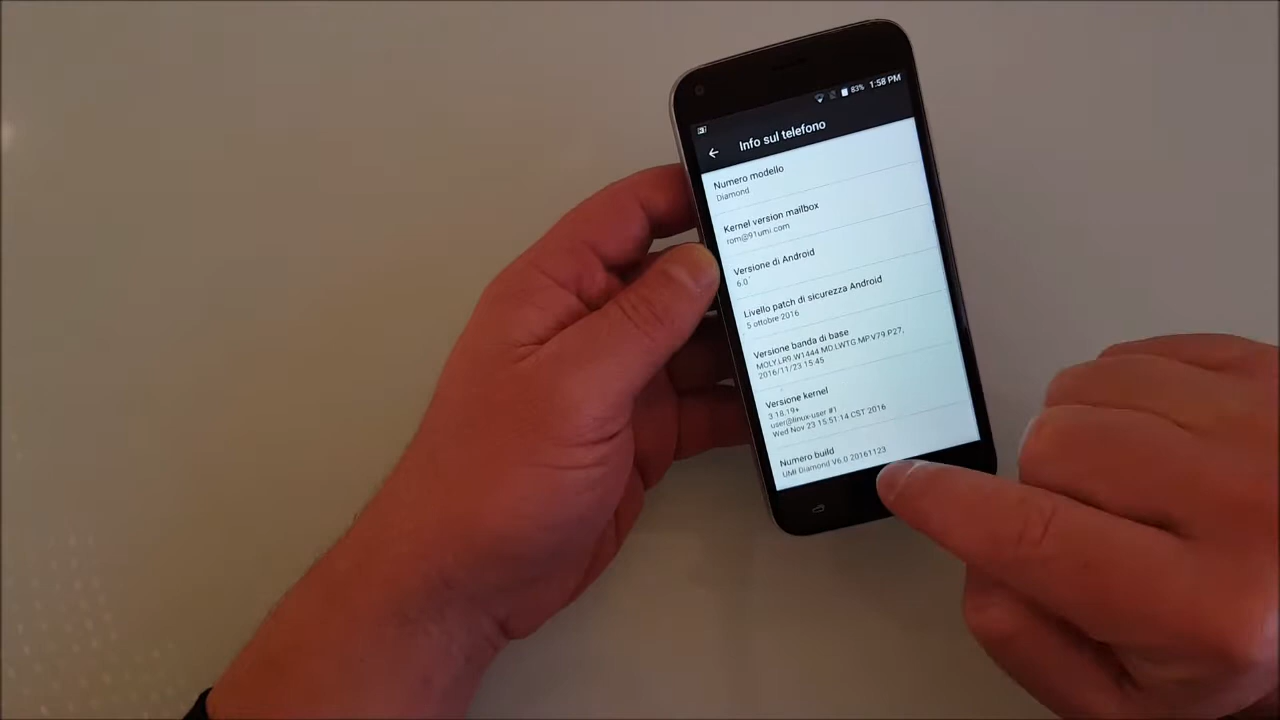 83% 1:58 PM
Info sul telefono
Numero modello
Diamond
Kernel version mailbox
rom@91umi.com
Versione di Android
6.0
Livello patch di sicurezza Android
5 ottobre 2016
Versione banda di base
MOLY.LR9.W1444.MD.LWTG.MP.V79.P27,
2016/11/23 15:45
Versione kernel
3.18.19+
user@linux-user #1
Wed Nov 23 15:51:14 CST 2016
Numero build
UMI Diamond V6.0 20161123